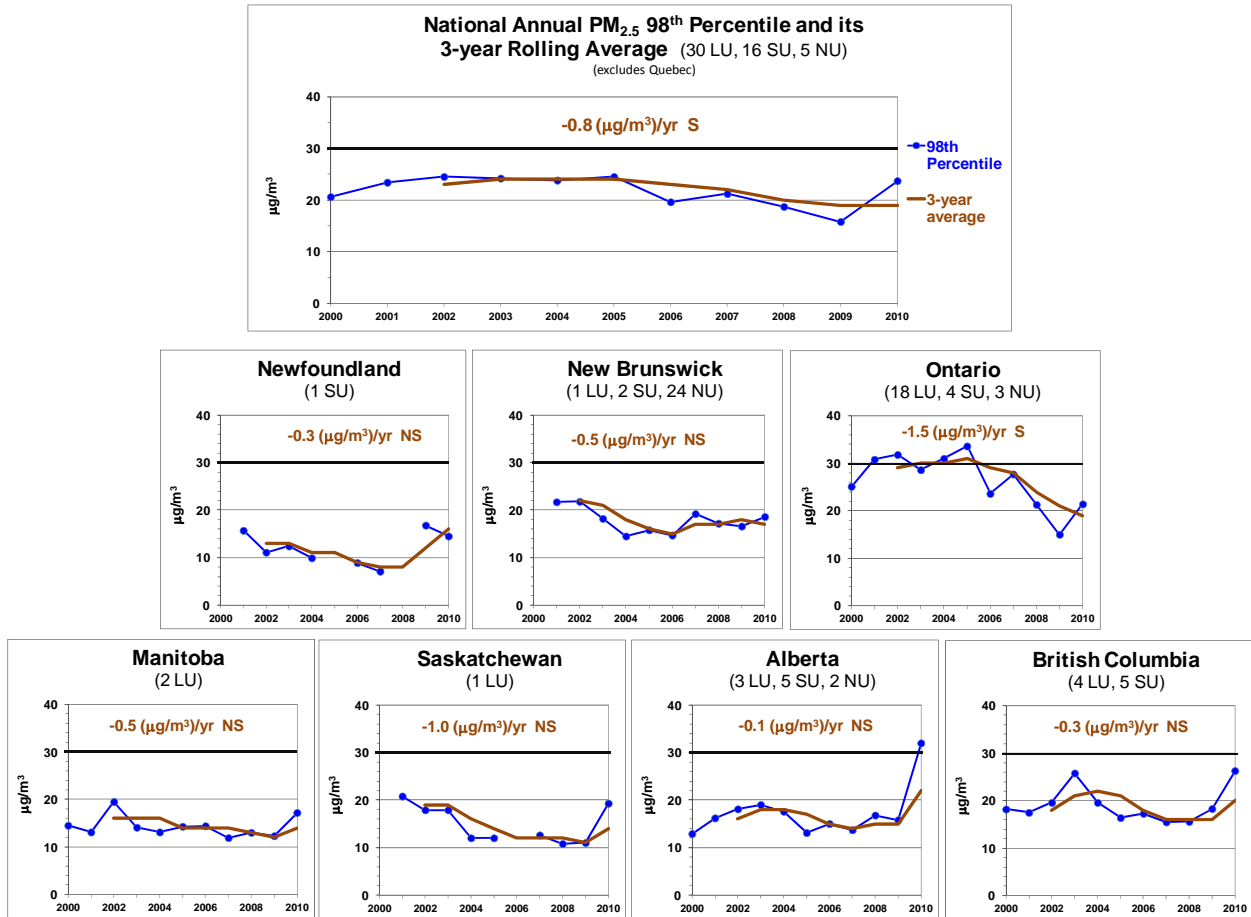 National Annual PM2.5 98th Percentile and its
3-year Rolling Average (30 LU, 16 SU, 5 NU)
(excludes Quebec)
40
30
20
10
0
µg/m3
-0.8 (µg/m3)/yr S
98th
Percentile
3-year
average
2000 2001 2002 2003 2004 2005 2006 2007 2008 2009 2010
Newfoundland
(1 SU)
40
30
20
10
0
µg/m3
-0.3 (µg/m3)/yr NS
2000 2002 2004 2006 2008 2010
New Brunswick
(1 LU, 2 SU, 24 NU)
40
30
20
10
0
µg/m3
-0.5 (µg/m3)/yr NS
2000 2002 2004 2006 2008 2010
Ontario
(18 LU, 4 SU, 3 NU)
40
30
20
10
0
µg/m3
-1.5 (µg/m3)/yr S
2000 2002 2004 2006 2008 2010
Manitoba
(2 LU)
40
30
20
10
0
µg/m3
-0.5 (µg/m3)/yr NS
2000 2002 2004 2006 2008 2010
Saskatchewan
(1 LU)
40
30
20
10
0
µg/m3
-1.0 (µg/m3)/yr NS
2000 2002 2004 2006 2008 2010
Alberta
(3 LU, 5 SU, 2 NU)
40
30
20
10
0
µg/m3
-0.1 (µg/m3)/yr NS
2000 2002 2004 2006 2008 2010
British Columbia
(4 LU, 5 SU)
40
30
20
10
0
µg/m3
-0.3 (µg/m3)/yr NS
2000 2002 2004 2006 2008 2010